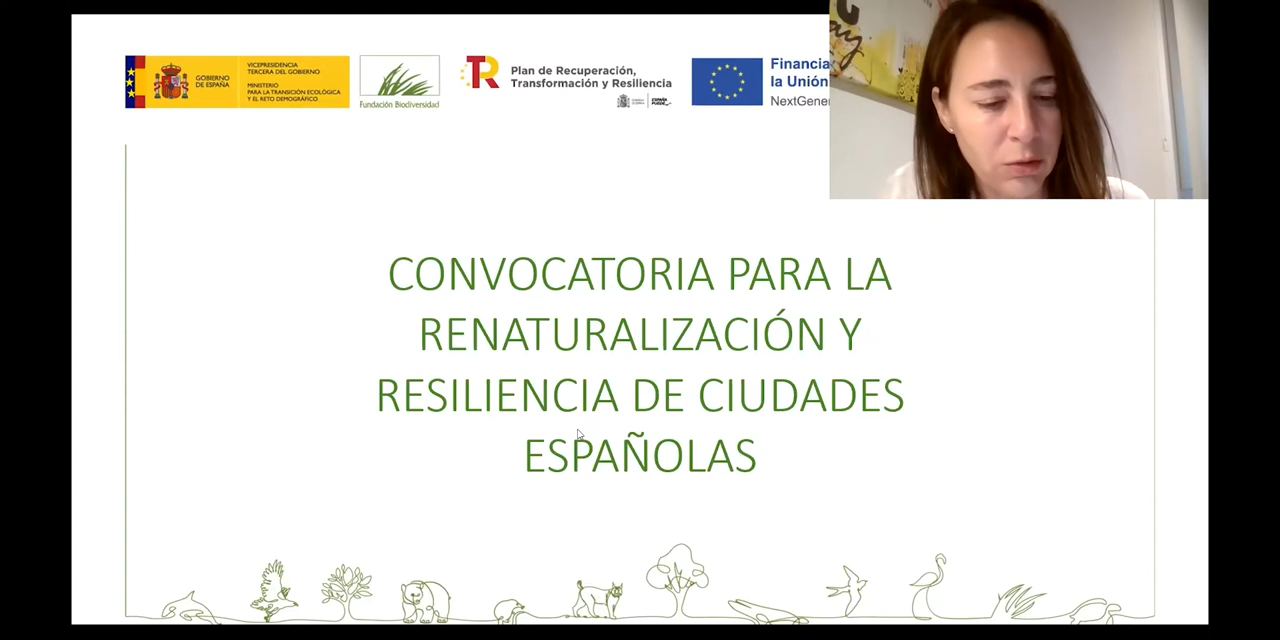 GOBIERNO
DE ESPAÑA
VICEPRESIDENCIA
TERCERA DEL GOBIERNO
MINISTERIO
PARA LA TRANSICIÓN ECOLÓGICA
Y EL RETO DEMOGRÁFICO
Fundación Biodiversidad
TR
Plan de Recuperación,
Transformación y Resiliencia
Financia
la Unión
NextGener
CONVOCATORIA PARA LA
RENATURALIZACIÓN Y
RESILIENCIA DE CIUDADES
ESPAÑOLAS